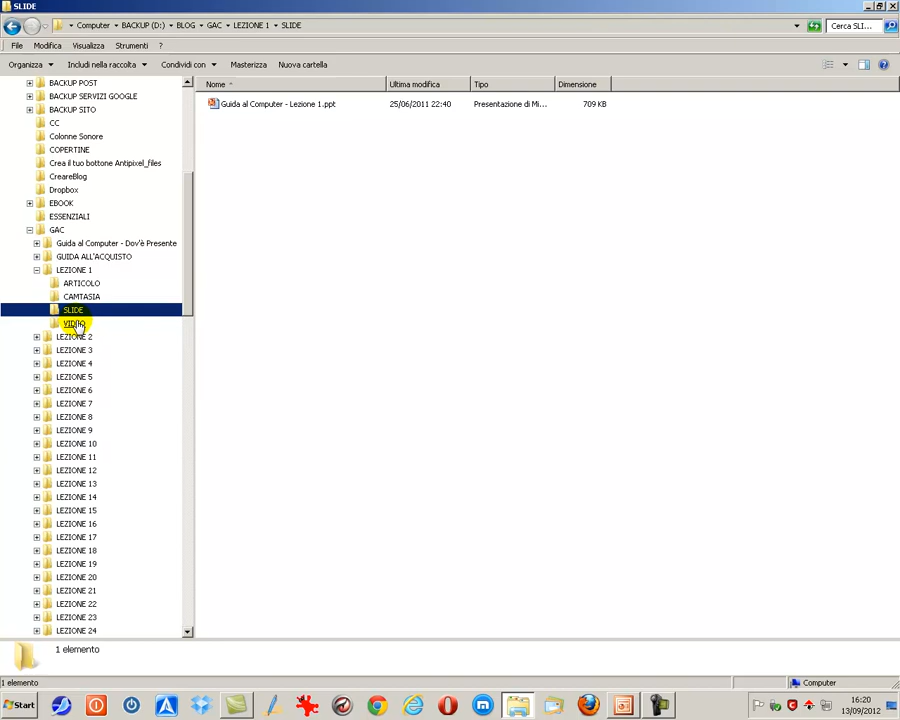 SLIDE
Computer ▸ BACKUP (D:) ▸ BLOG ▸ GAC ▸ LEZIONE 1 ▸ SLIDE
Cerca SLI...
File Modifica Visualizza Strumenti ?
Organizza Includi nella raccolta Condividi con Masterizza Nuova cartella
Nome Ultima modifica Tipo Dimensione
Guida al Computer - Lezione 1.ppt 25/06/2011 22:40 Presentazione di Mi... 709 KB
BACKUP POST
BACKUP SERVIZI GOOGLE
BACKUP SITO
CC
Colonne Sonore
COPERTINE
Crea il tuo bottone Antipixel_files
CreareBlog
Dropbox
EBOOK
ESSENZIALI
GAC
Guida al Computer - Dov'è Presente
GUIDA ALL'ACQUISTO
LEZIONE 1
ARTICOLO
CAMTASIA
SLIDE
VIDEO
LEZIONE 2
LEZIONE 3
LEZIONE 4
LEZIONE 5
LEZIONE 6
LEZIONE 7
LEZIONE 8
LEZIONE 9
LEZIONE 10
LEZIONE 11
LEZIONE 12
LEZIONE 13
LEZIONE 14
LEZIONE 15
LEZIONE 16
LEZIONE 17
LEZIONE 18
LEZIONE 19
LEZIONE 20
LEZIONE 21
LEZIONE 22
LEZIONE 23
LEZIONE 24
1 elemento
1 elemento
Computer
Start
16:20
13/09/2012